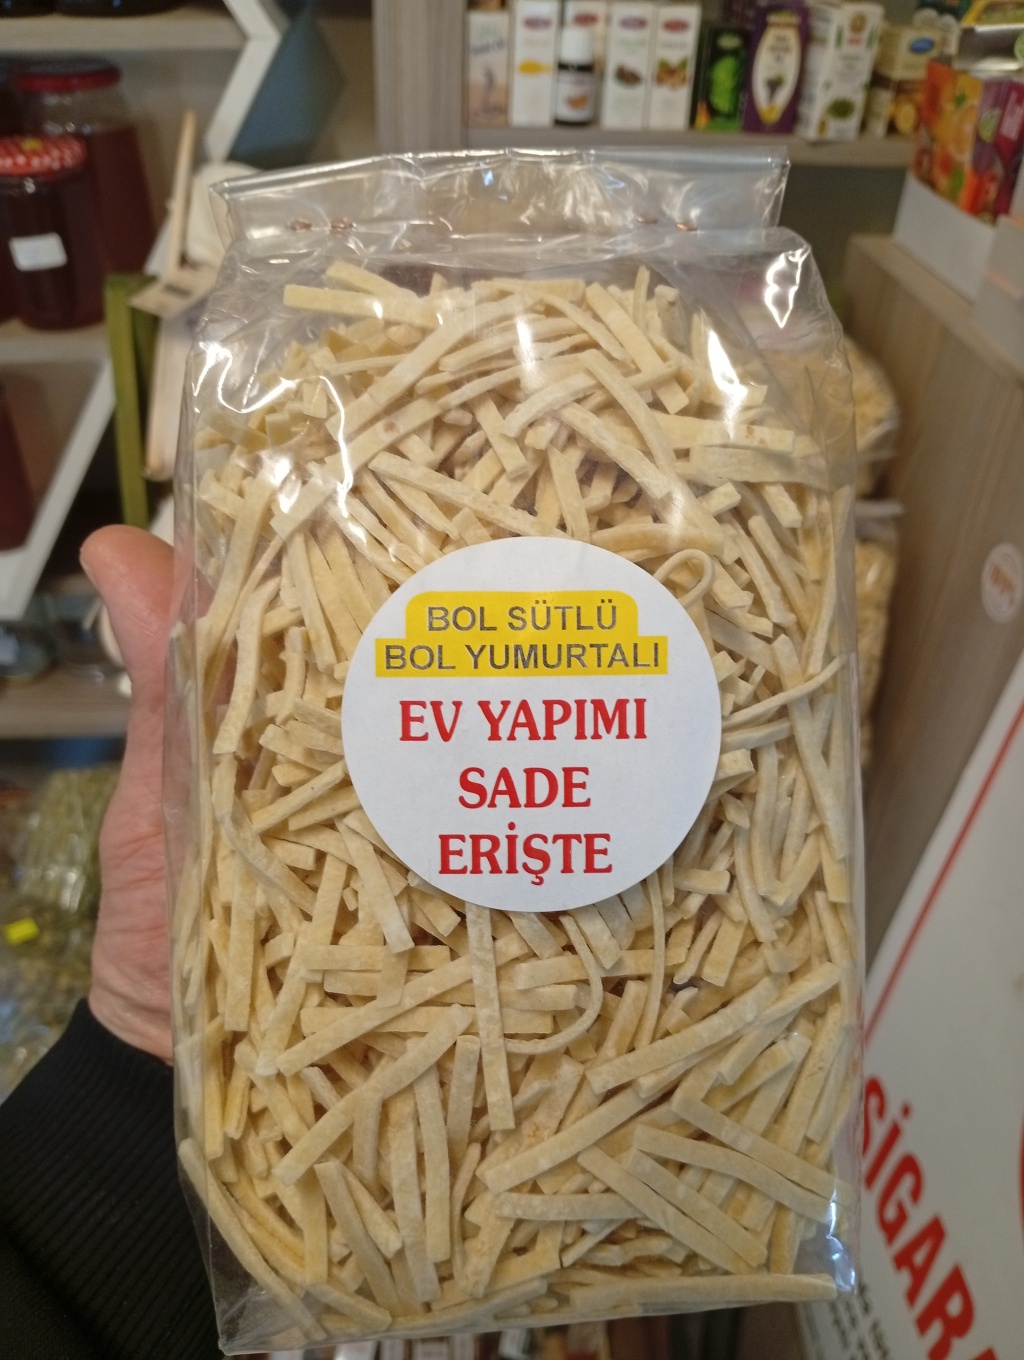 BOL SÜTLÜ
BOL YUMURTALI
EV YAPIMI
SADE
ERİŞTE